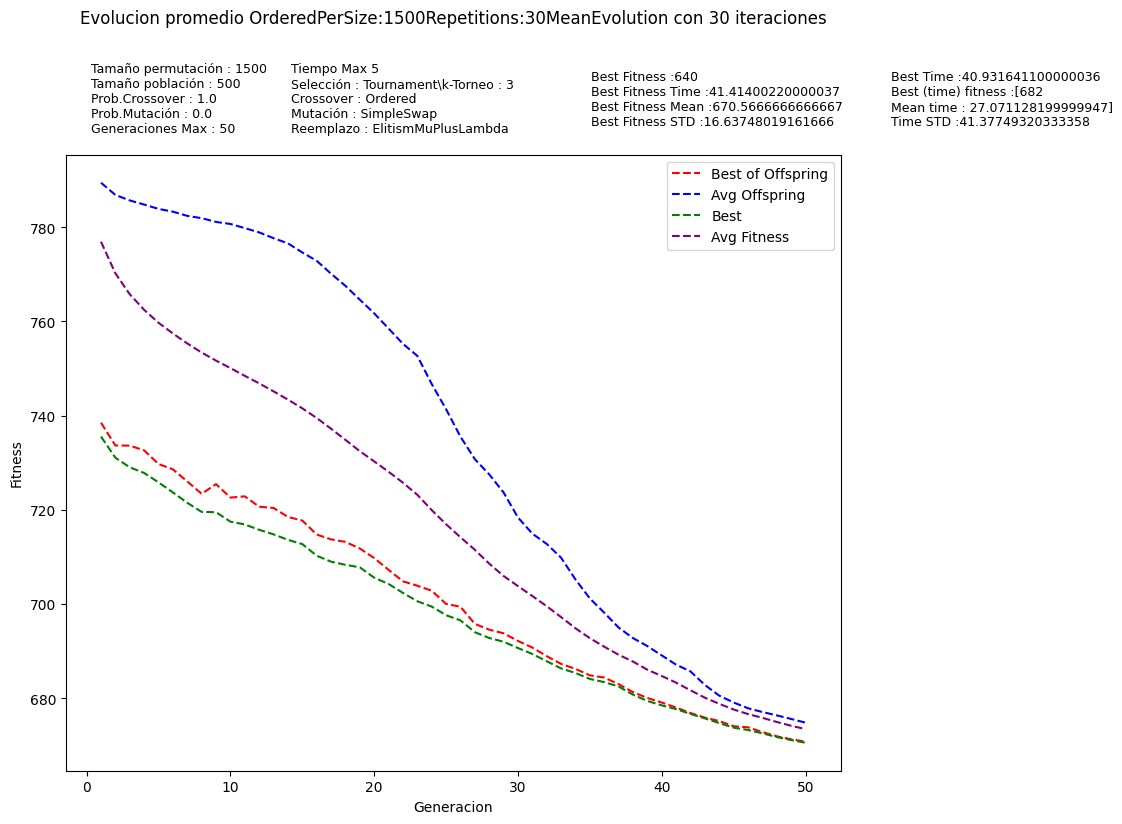 Evolucion promedio OrderedPerSize:1500Repetitions:30MeanEvolution con 30 iteraciones
Tamaño permutación : 1500
Tamaño población : 500
Prob.Crossover : 1.0
Prob.Mutación : 0.0
Generaciones Max : 50
Tiempo Max 5
Selección : Tournament\k-Torneo : 3
Crossover : Ordered
Mutación : SimpleSwap
Reemplazo : ElitismMuPlusLambda
Best Fitness :640
Best Fitness Time :41.41400220000037
Best Fitness Mean :670.5666666666667
Best Fitness STD :16.63748019161666
Best Time :40.931641100000036
Best (time) fitness :[682
Mean time : 27.071128199999947]
Time STD :41.37749320333358
Best of Offspring
Avg Offspring
Best
Avg Fitness
Fitness
780
760
740
720
700
680
0
10
20
30
40
50
Generacion